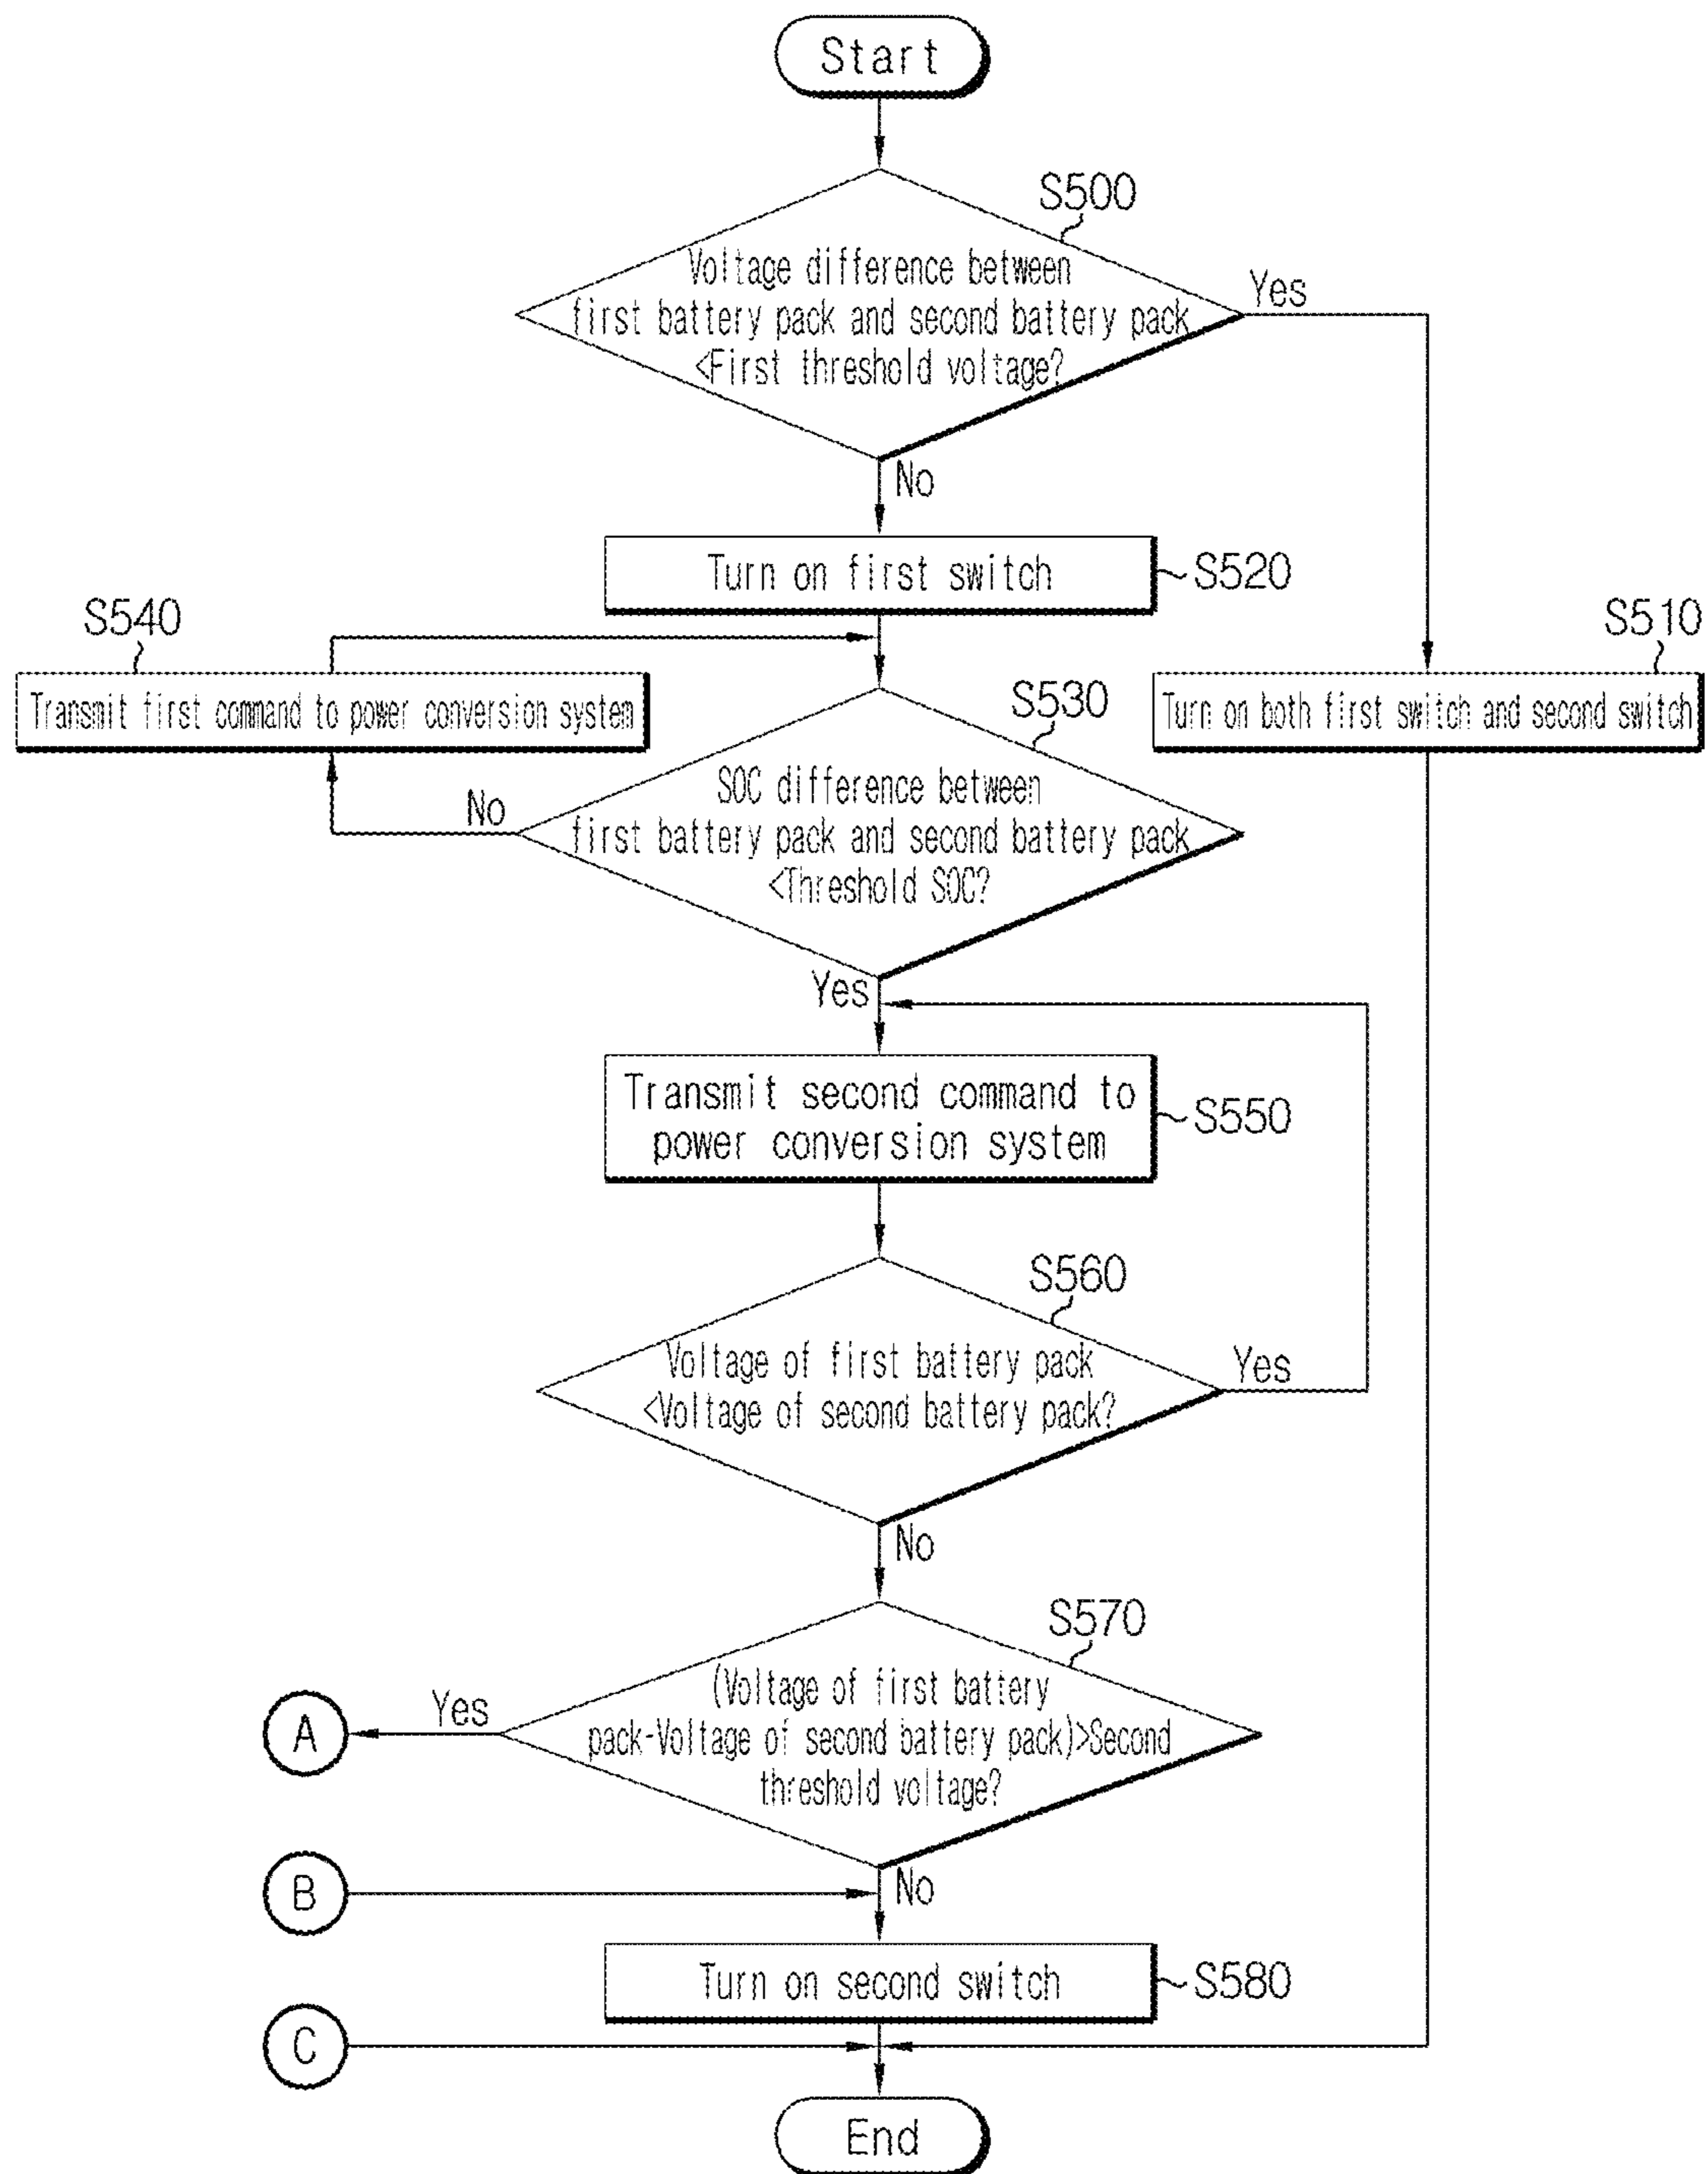 Start
S500
Voltage difference between
first battery pack and second battery pack
<First threshold voltage?
Yes
No
Turn on first switch
S520
S540
Transmit first command to power conversion system
S510
Turn on both first switch and second switch
S530
SOC difference between
first battery pack and second battery pack
<Threshold SOC?
No
Yes
Transmit second command to
power conversion system
S550
S560
Voltage of first battery pack
<Voltage of second battery pack?
Yes
No
S570
(Voltage of first battery
pack-Voltage of second battery pack)>Second
threshold voltage?
Yes
A
No
B
Turn on second switch
S580
C
End